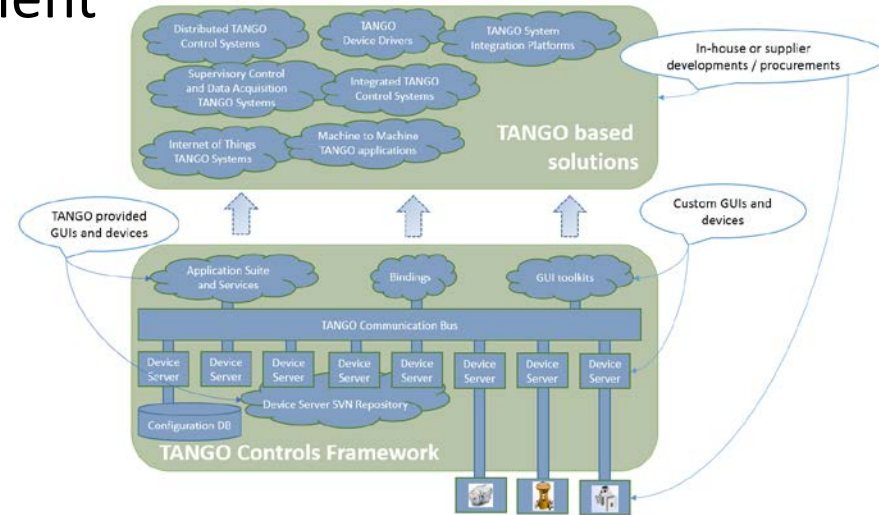 Distributed TANGO
Control Systems
TANGO
Device Drivers
TANGO System
Integration Platforms
In-house or supplier
developments / procurements
Supervisory Control
and Data Acquisition
TANGO Systems
Integrated TANGO
Control Systems
Internet of Things
TANGO Systems
Machine to Machine
TANGO applications
TANGO based
solutions
TANGO provided
GUIs and devices
Custom GUIs and
devices
Application Suite
and Services
Bindings
GUI toolkits
TANGO Communication Bus
Device
Server
Device
Server
Device
Server
Device
Server
Device
Server
Device
Server
Device
Server
Device
Server
Device Server SVN Repository
Configuration DB
TANGO Controls Framework